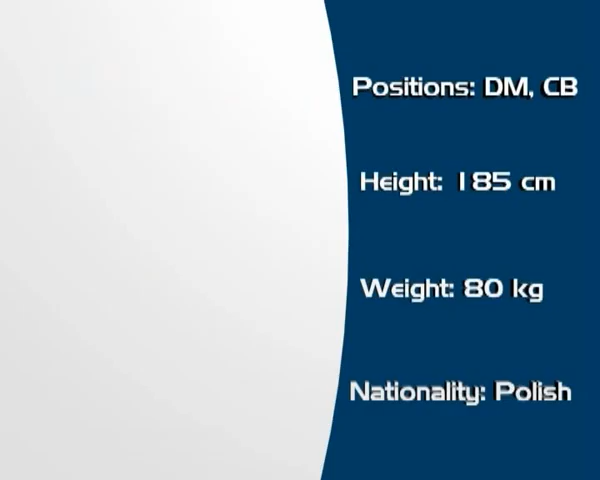 Positions: DM, CB
Height: 185 cm
Weight: 80 kg
Nationality: Polish